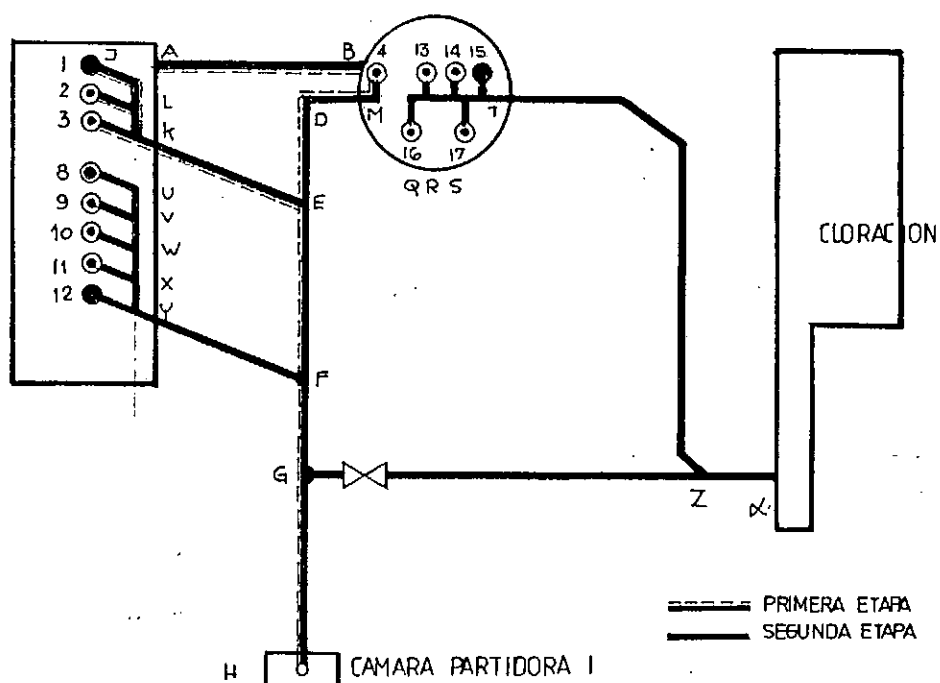 J A B 4 13 14 15
1
2 L
3 K D M T
16 17
8 E Q R S
9 U
10 V CLORACION
11 W
12 X
Y
F
G
Z α
PRIMERA ETAPA
SEGUNDA ETAPA
H CAMARA PARTIDORA I